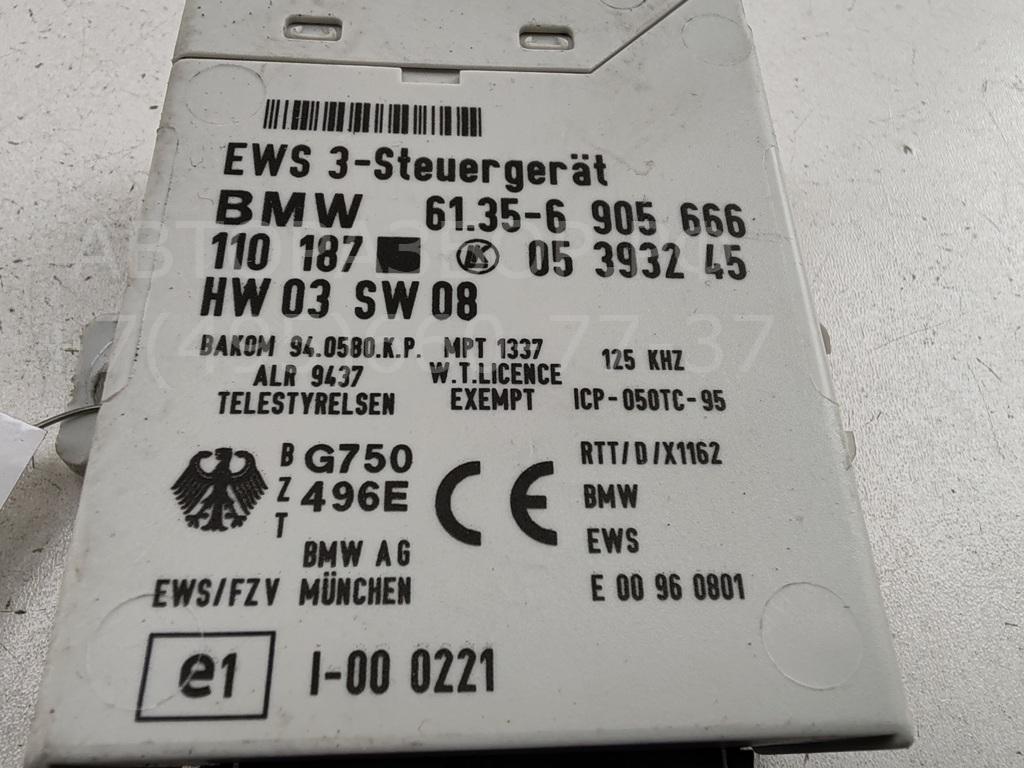 EWS 3-Steuergerät
BMW 61.35-6 905 666
110 187 K 05 3932 45
HW 03 SW 08
BAKOM 94.0580.K.P. MPT 1337 125 KHZ
ALR 9437 W.T.LICENCE
TELESTYRELSEN EXEMPT ICP-050TC-95
BZT G750 496E CE RTT/D/X1162
BMW
EWS
BMW AG
EWS/FZV MÜNCHEN E 00 96 0801
e1 I-00 0221